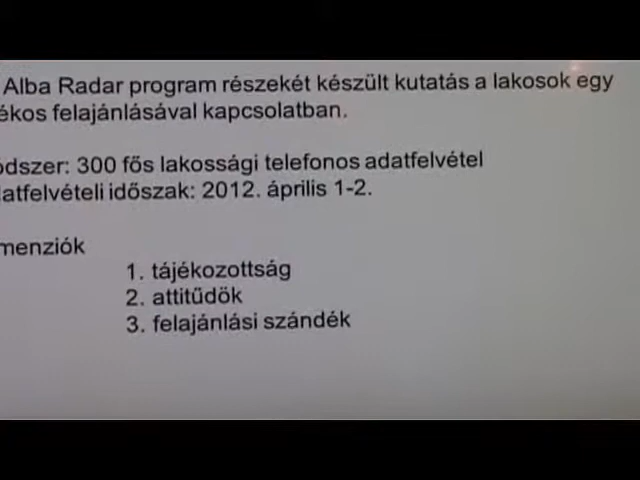 Alba Radar program részekét készült kutatás a lakosok egy
ékos felajánlásával kapcsolatban.
ódszer: 300 fős lakossági telefonos adatfelvétel
atfelvételi időszak: 2012. április 1-2.
menziók
1. tájékozottság
2. attitűdök
3. felajánlási szándék